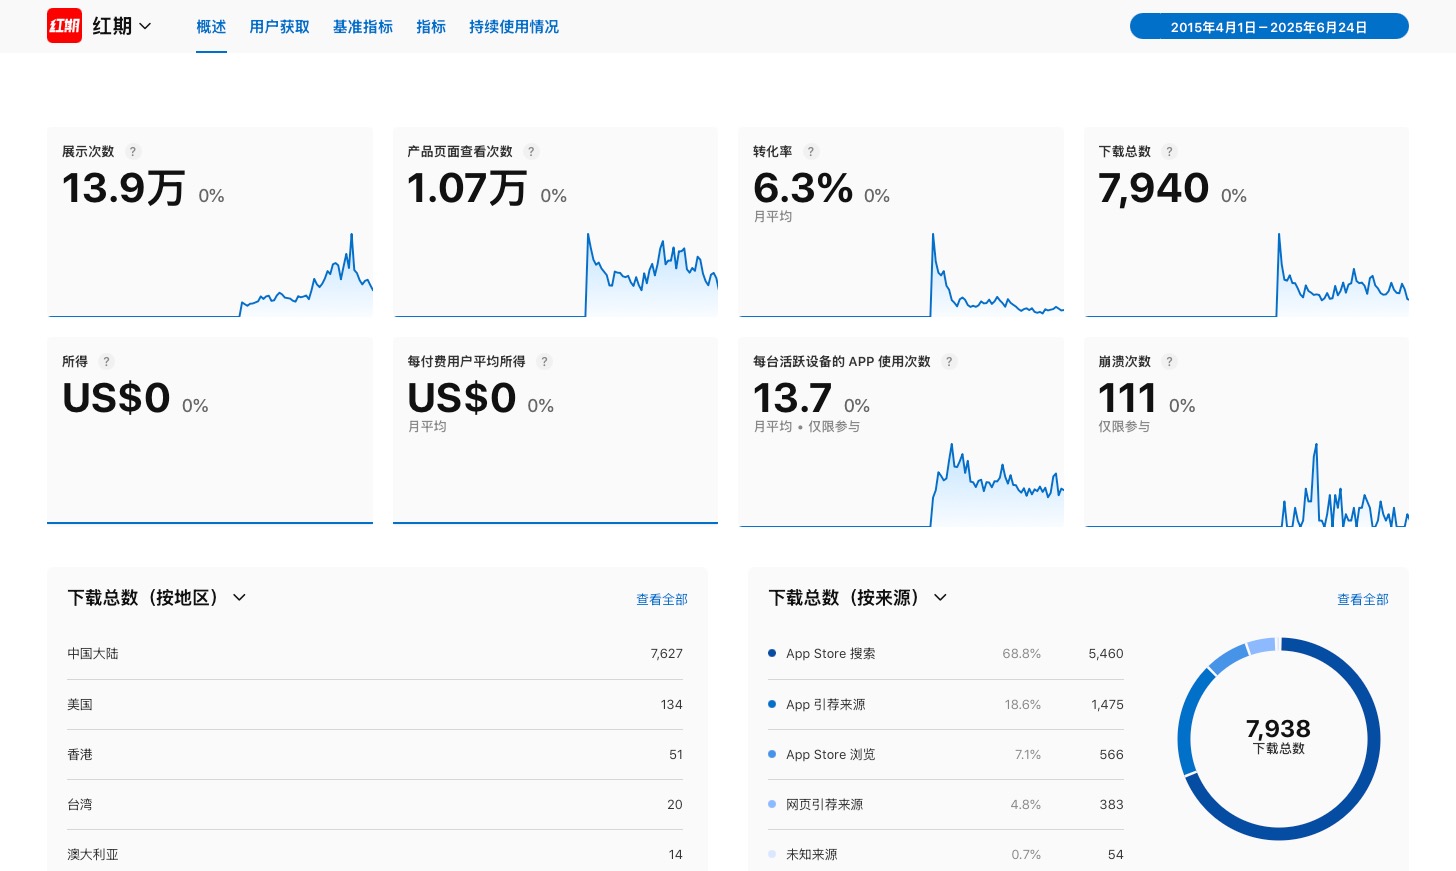 红期 红期 概述 用户获取 基准指标 指标 持续使用情况 2015年4月1日–2025年6月24日
展示次数 ?
13.9万 0%
产品页面查看次数 ?
1.07万 0%
转化率 ?
6.3% 0%
月平均
下载总数 ?
7,940 0%
所得 ?
US$0 0%
每付费用户平均所得 ?
US$0 0%
月平均
每台活跃设备的 APP 使用次数 ?
13.7 0%
月平均 • 仅限参与
崩溃次数 ?
111 0%
仅限参与
下载总数（按地区） 查看全部
中国大陆 7,627
美国 134
香港 51
台湾 20
澳大利亚 14
下载总数（按来源） 查看全部
App Store 搜索 68.8% 5,460
App 引荐来源 18.6% 1,475
App Store 浏览 7.1% 566
网页引荐来源 4.8% 383
未知来源 0.7% 54
7,938
下载总数